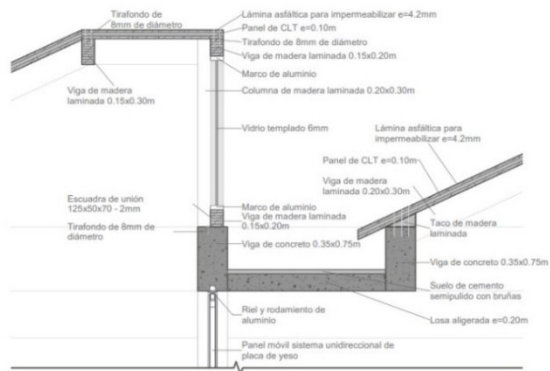 Tirafondo de
8mm de diámetro
Lámina asfáltica para impermeabilizar e=4.2mm
Panel de CLT e=0.10m
Tirafondo de 8mm de diámetro
Viga de madera laminada 0.15x0.20m
Marco de aluminio
Viga de madera
laminada 0.15x0.30m
Columna de madera laminada 0.20x0.30m
Vidrio templado 6mm
Lámina asfáltica para
impermeabilizar e=4.2mm
Panel de CLT e=0.10m
Viga de madera
laminada 0.20x0.30m
Escuadra de unión
125x50x70 - 2mm
Tirafondo de 8mm de
diámetro
Marco de aluminio
Viga de madera laminada
0.15x0.20m
Taco de madera
laminada
Viga de concreto 0.35x0.75m
Viga de concreto 0.35x0.75m
Suelo de cemento
semipulido con bruñas
Riel y rodamiento de
aluminio
Losa aligerada e=0.20m
Panel móvil sistema unidireccional de
placa de yeso